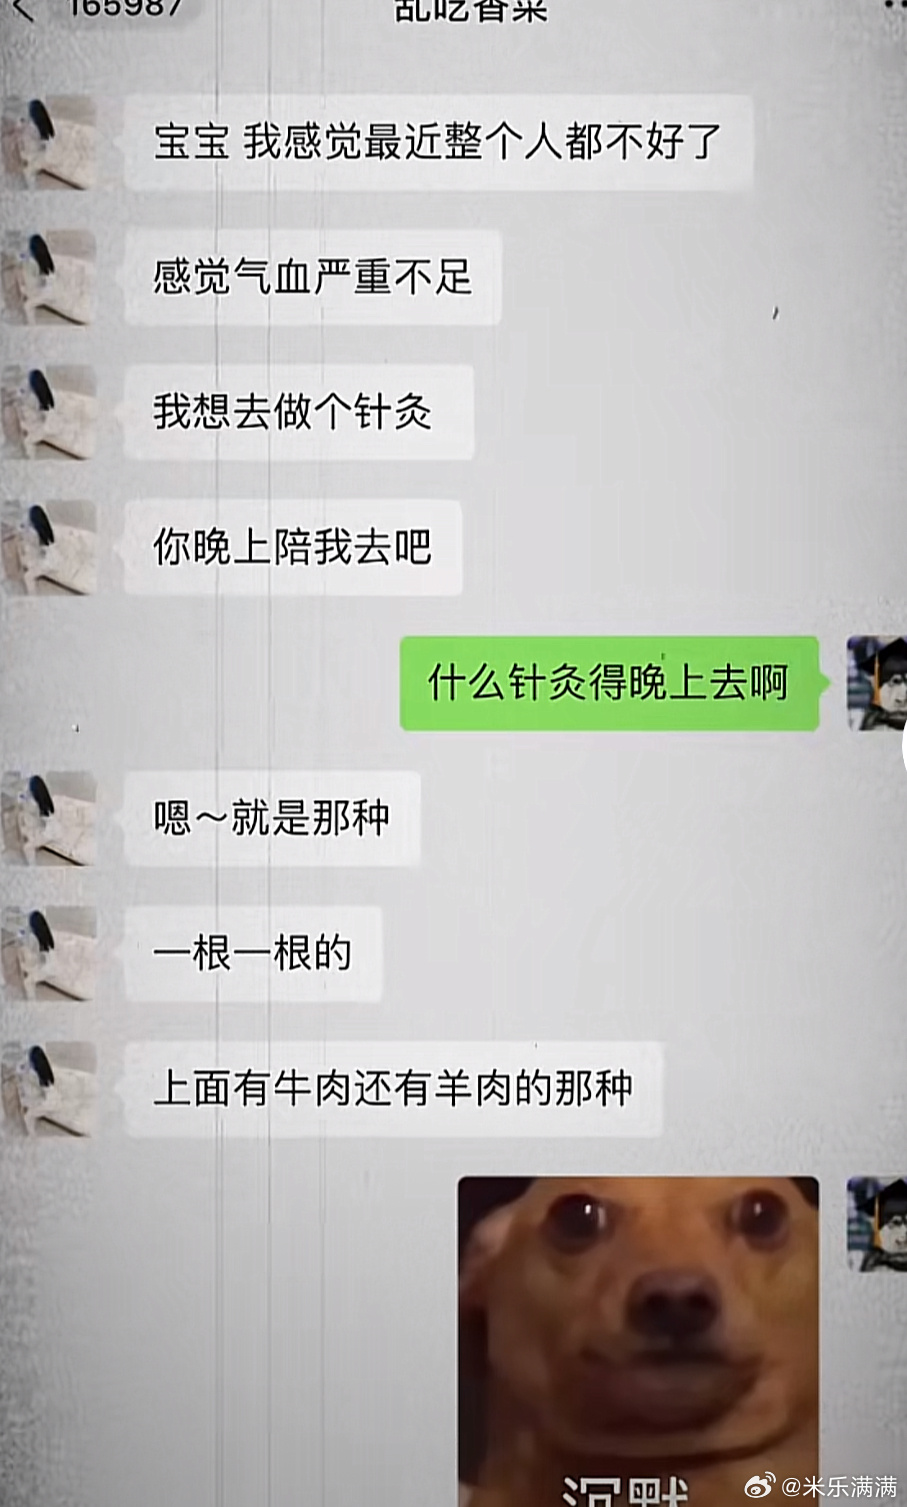 165987
乱吃香菜
宝宝 我感觉最近整个人都不好了
感觉气血严重不足
我想去做个针灸
你晚上陪我去吧
什么针灸得晚上去啊
嗯～就是那种
一根一根的
上面有牛肉还有羊肉的那种
沉默
@米乐满满